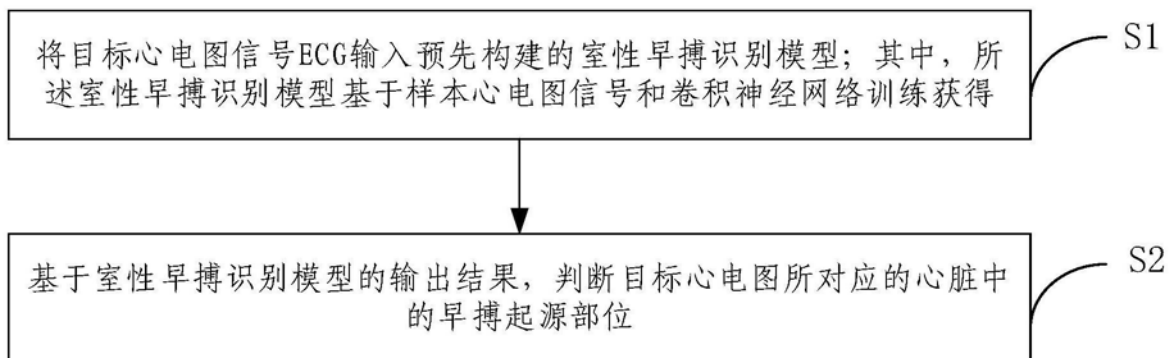 将目标心电图信号ECG输入预先构建的室性早搏识别模型；其中，所
述室性早搏识别模型基于样本心电图信号和卷积神经网络训练获得
S1
基于室性早搏识别模型的输出结果，判断目标心电图所对应的心脏中
的早搏起源部位
S2